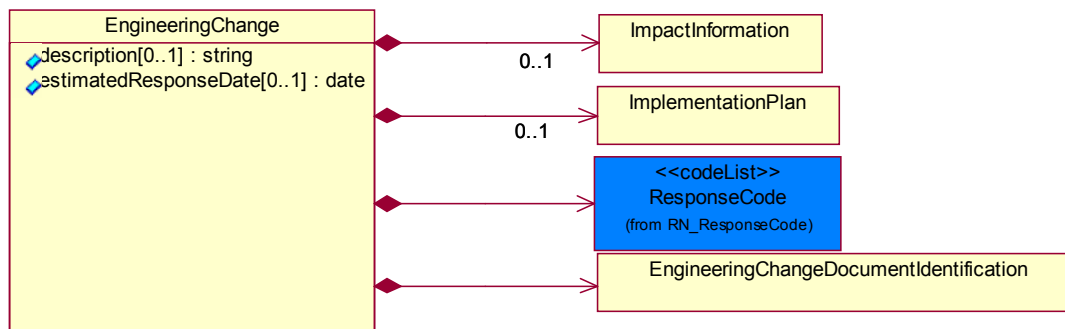 EngineeringChange
description[0..1] : string
estimatedResponseDate[0..1] : date
ImpactInformation
0..1
ImplementationPlan
0..1
<<codeList>>
ResponseCode
(from RN_ResponseCode)
EngineeringChangeDocumentIdentification